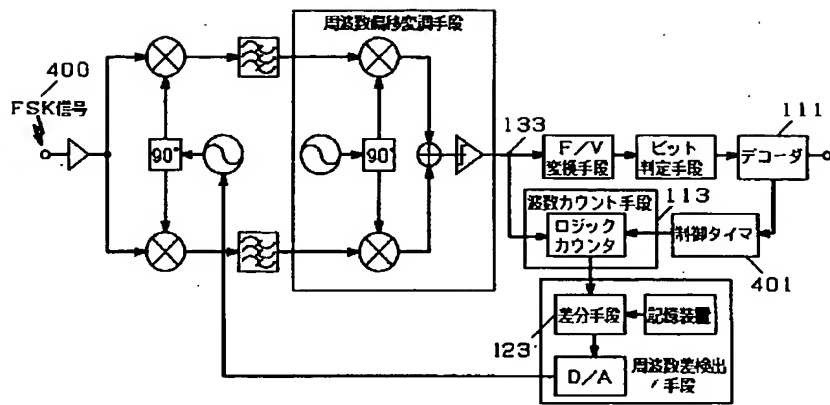 周波数偏移変調手段
400
FSK信号
90°
90°
133
F/V
変換手段
ビット
判定手段
111
デコーダ
波数カウント手段
113
ロジック
カウンタ
制御タイマ
401
差分手段
記憶装置
123
D/A
周波数差検出
手段